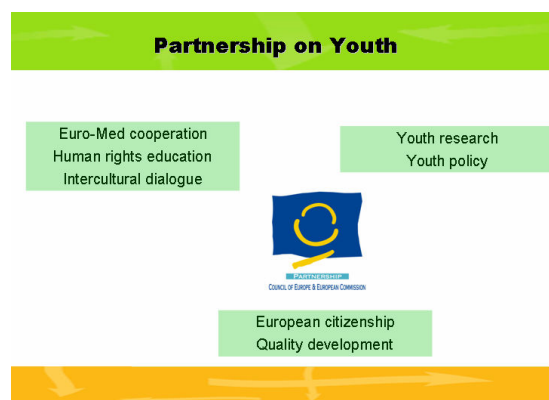 Partnership on Youth
Euro-Med cooperation
Human rights education
Intercultural dialogue
Youth research
Youth policy
PARTNERSHIP
COUNCIL OF EUROPE & EUROPEAN COMMISSION
European citizenship
Quality development